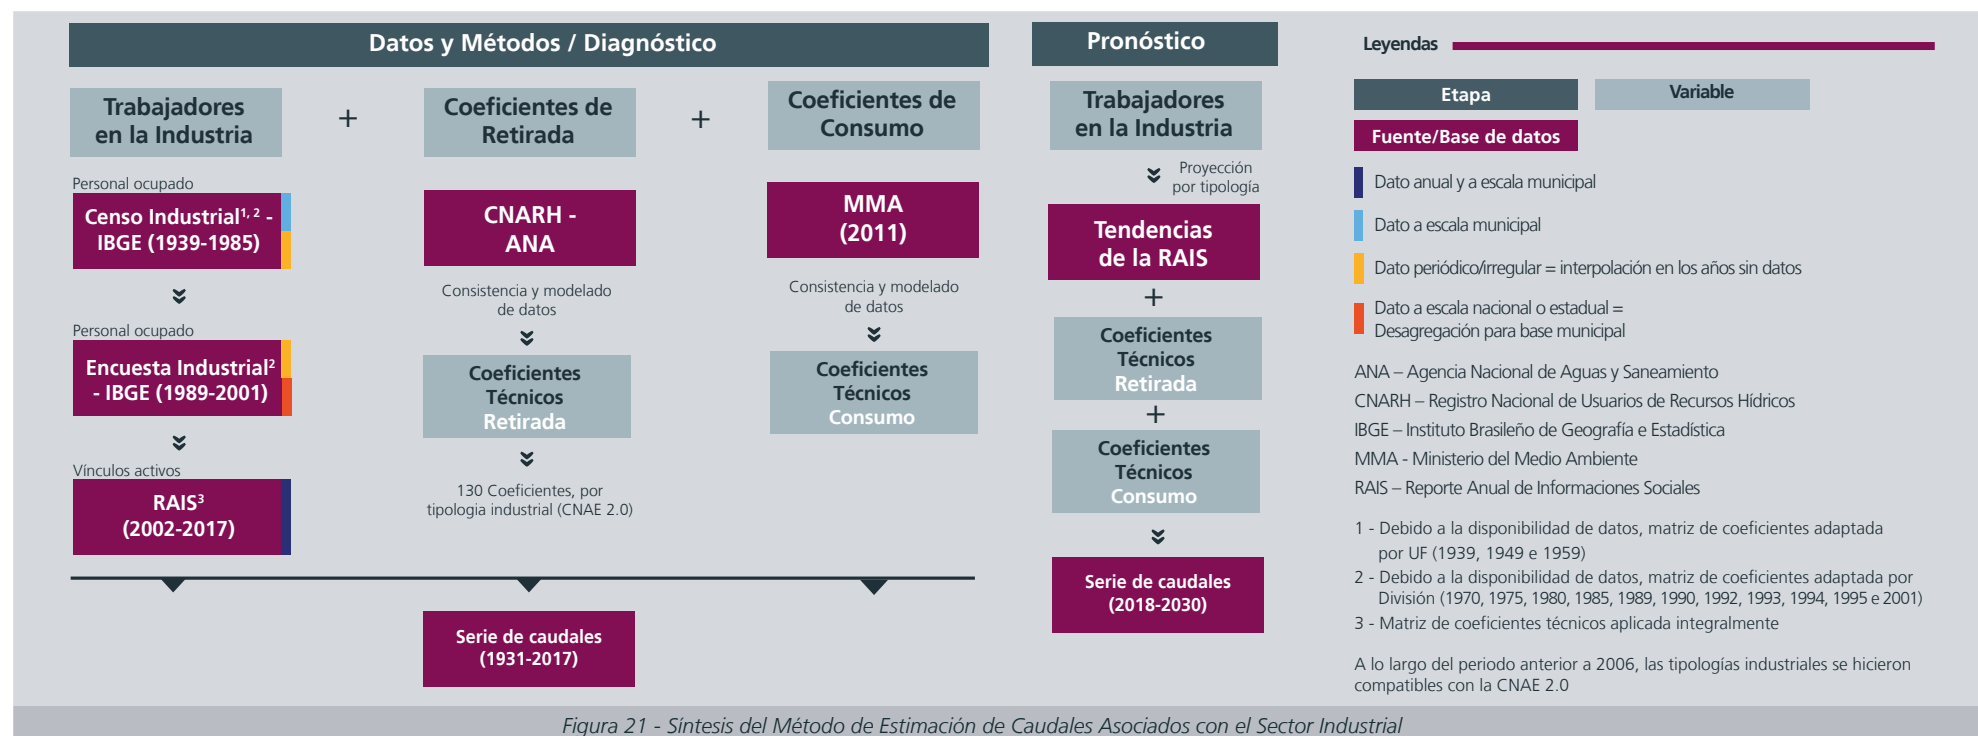 Datos y Métodos / Diagnóstico
Trabajadores
en la Industria
+
Coeficientes de
Retirada
+
Coeficientes de
Consumo
Personal ocupado
Censo Industrial1, 2 -
IBGE (1939-1985)
Personal ocupado
Encuesta Industrial2
- IBGE (1989-2001)
Vínculos activos
RAIS3
(2002-2017)
CNARH -
ANA
Consistencia y modelado
de datos
Coeficientes
Técnicos
Retirada
130 Coeficientes, por
tipologia industrial (CNAE 2.0)
MMA
(2011)
Consistencia y modelado
de datos
Coeficientes
Técnicos
Consumo
Serie de caudales
(1931-2017)
Pronóstico
Trabajadores
en la Industria
Proyección
por tipología
Tendencias
de la RAIS
+
Coeficientes
Técnicos
Retirada
+
Coeficientes
Técnicos
Consumo
Serie de caudales
(2018-2030)
Leyendas
Etapa
Variable
Fuente/Base de datos
Dato anual y a escala municipal
Dato a escala municipal
Dato periódico/irregular = interpolación en los años sin datos
Dato a escala nacional o estadual =
Desagregación para base municipal
ANA – Agencia Nacional de Aguas y Saneamiento
CNARH – Registro Nacional de Usuarios de Recursos Hídricos
IBGE – Instituto Brasileño de Geografía e Estadística
MMA - Ministerio del Medio Ambiente
RAIS – Reporte Anual de Informaciones Sociales
1 - Debido a la disponibilidad de datos, matriz de coeficientes adaptada
por UF (1939, 1949 e 1959)
2 - Debido a la disponibilidad de datos, matriz de coeficientes adaptada por
División (1970, 1975, 1980, 1985, 1989, 1990, 1992, 1993, 1994, 1995 e 2001)
3 - Matriz de coeficientes técnicos aplicada integralmente
A lo largo del periodo anterior a 2006, las tipologías industriales se hicieron
compatibles con la CNAE 2.0
Figura 21 - Síntesis del Método de Estimación de Caudales Asociados con el Sector Industrial